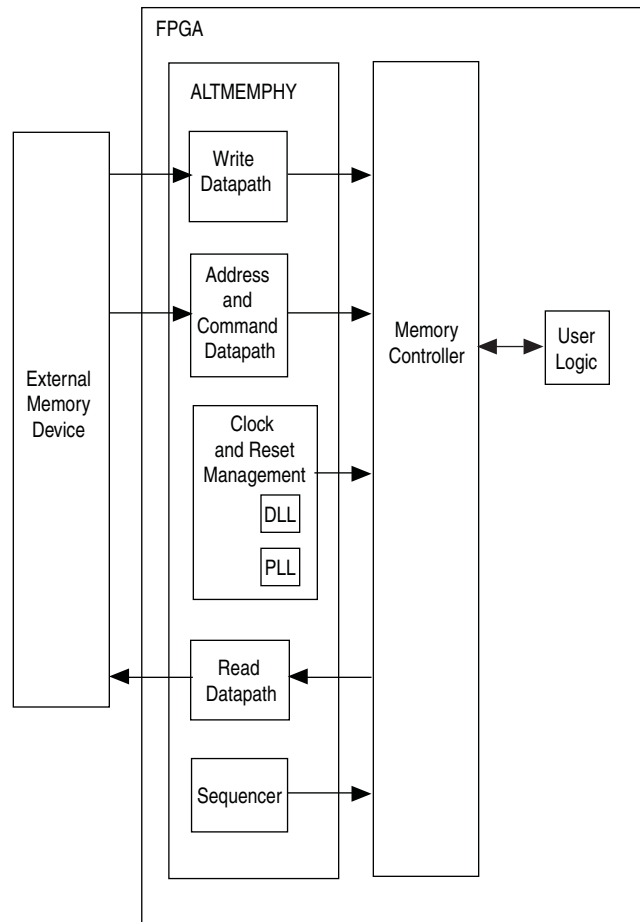 FPGA
ALTMEMPHY
Write
Datapath
Address
and
Command
Datapath
External
Memory
Device
Memory
Controller
User
Logic
Clock
and Reset
Management
DLL
PLL
Read
Datapath
Sequencer